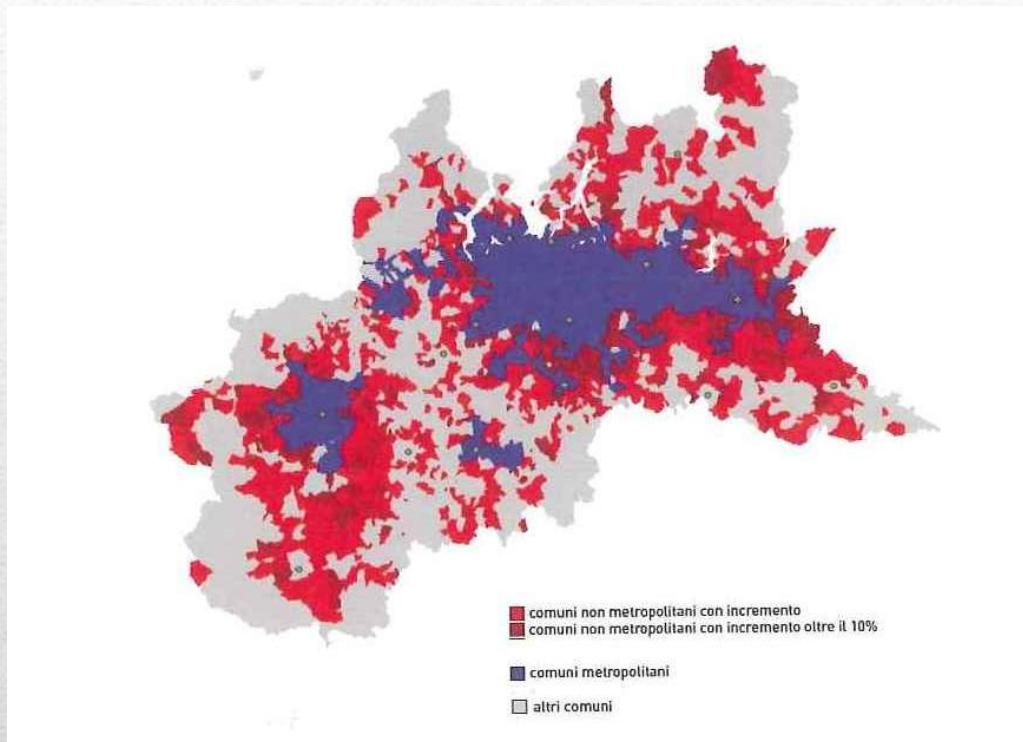 comuni non metropolitani con incremento
comuni non metropolitani con incremento oltre il 10%
comuni metropolitani
altri comuni